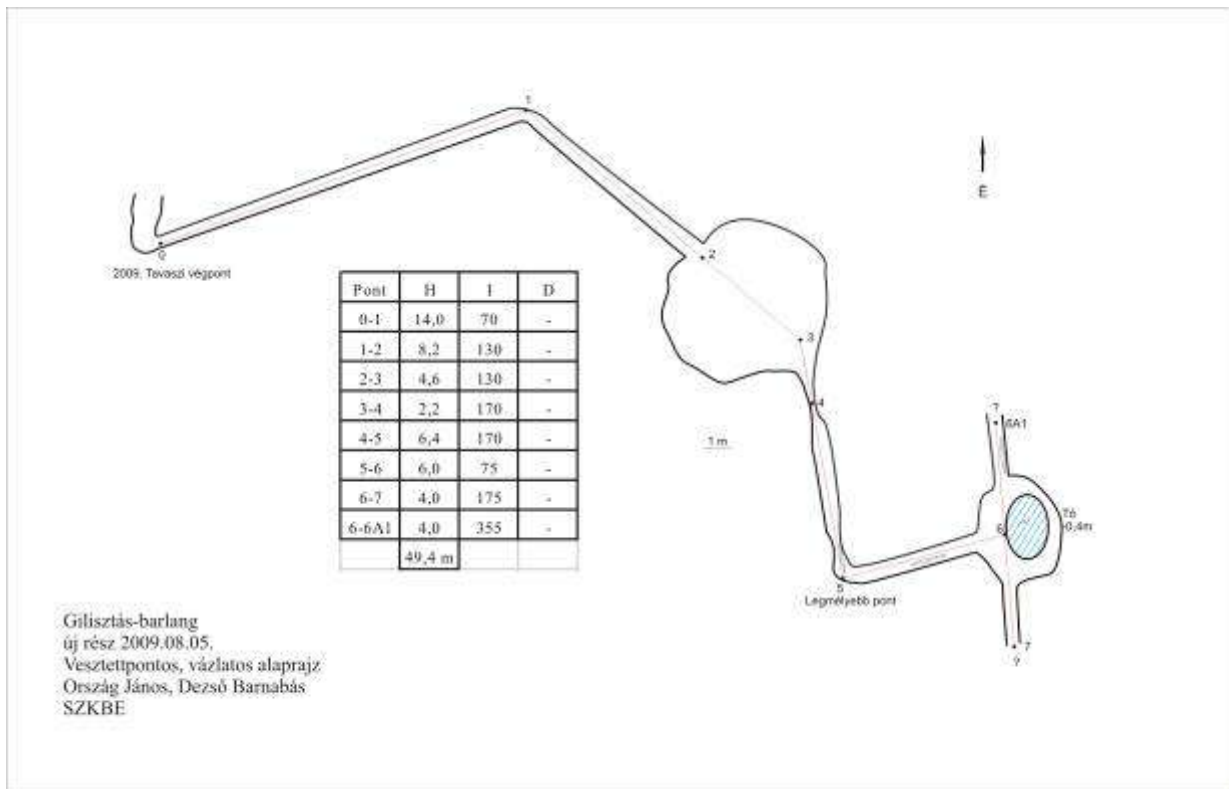 1
É
0
2009. Tavaszi végpont
2
3
4
1 m
Pont H I D
0-1 14,0 70 -
1-2 8,2 130 -
2-3 4,6 130 -
3-4 2,2 170 -
4-5 6,4 170 -
5-6 6,0 75 -
6-7 4,0 175 -
6-6A1 4,0 355 -
49,4 m
?
6A1
Tó
-0,4m
6
5
Legmélyebb pont
7
?
Gilisztás-barlang
új rész 2009.08.05.
Vesztettpontos, vázlatos alaprajz
Ország János, Dezső Barnabás
SZKBE